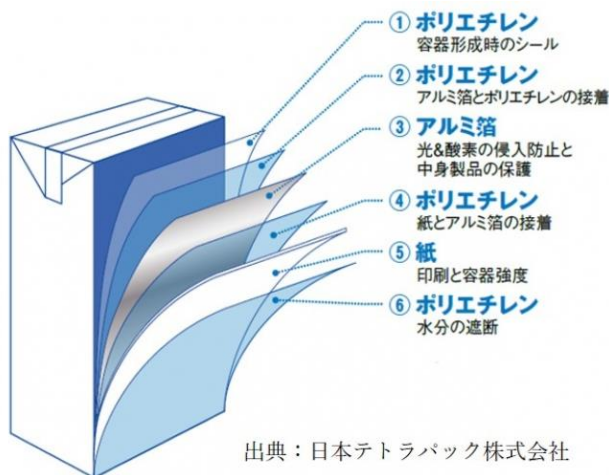 ① ポリエチレン
容器形成時のシール
② ポリエチレン
アルミ箔とポリエチレンの接着
③ アルミ箔
光&酸素の侵入防止と
中身製品の保護
④ ポリエチレン
紙とアルミ箔の接着
⑤ 紙
印刷と容器強度
⑥ ポリエチレン
水分の遮断
出典：日本テトラパック株式会社